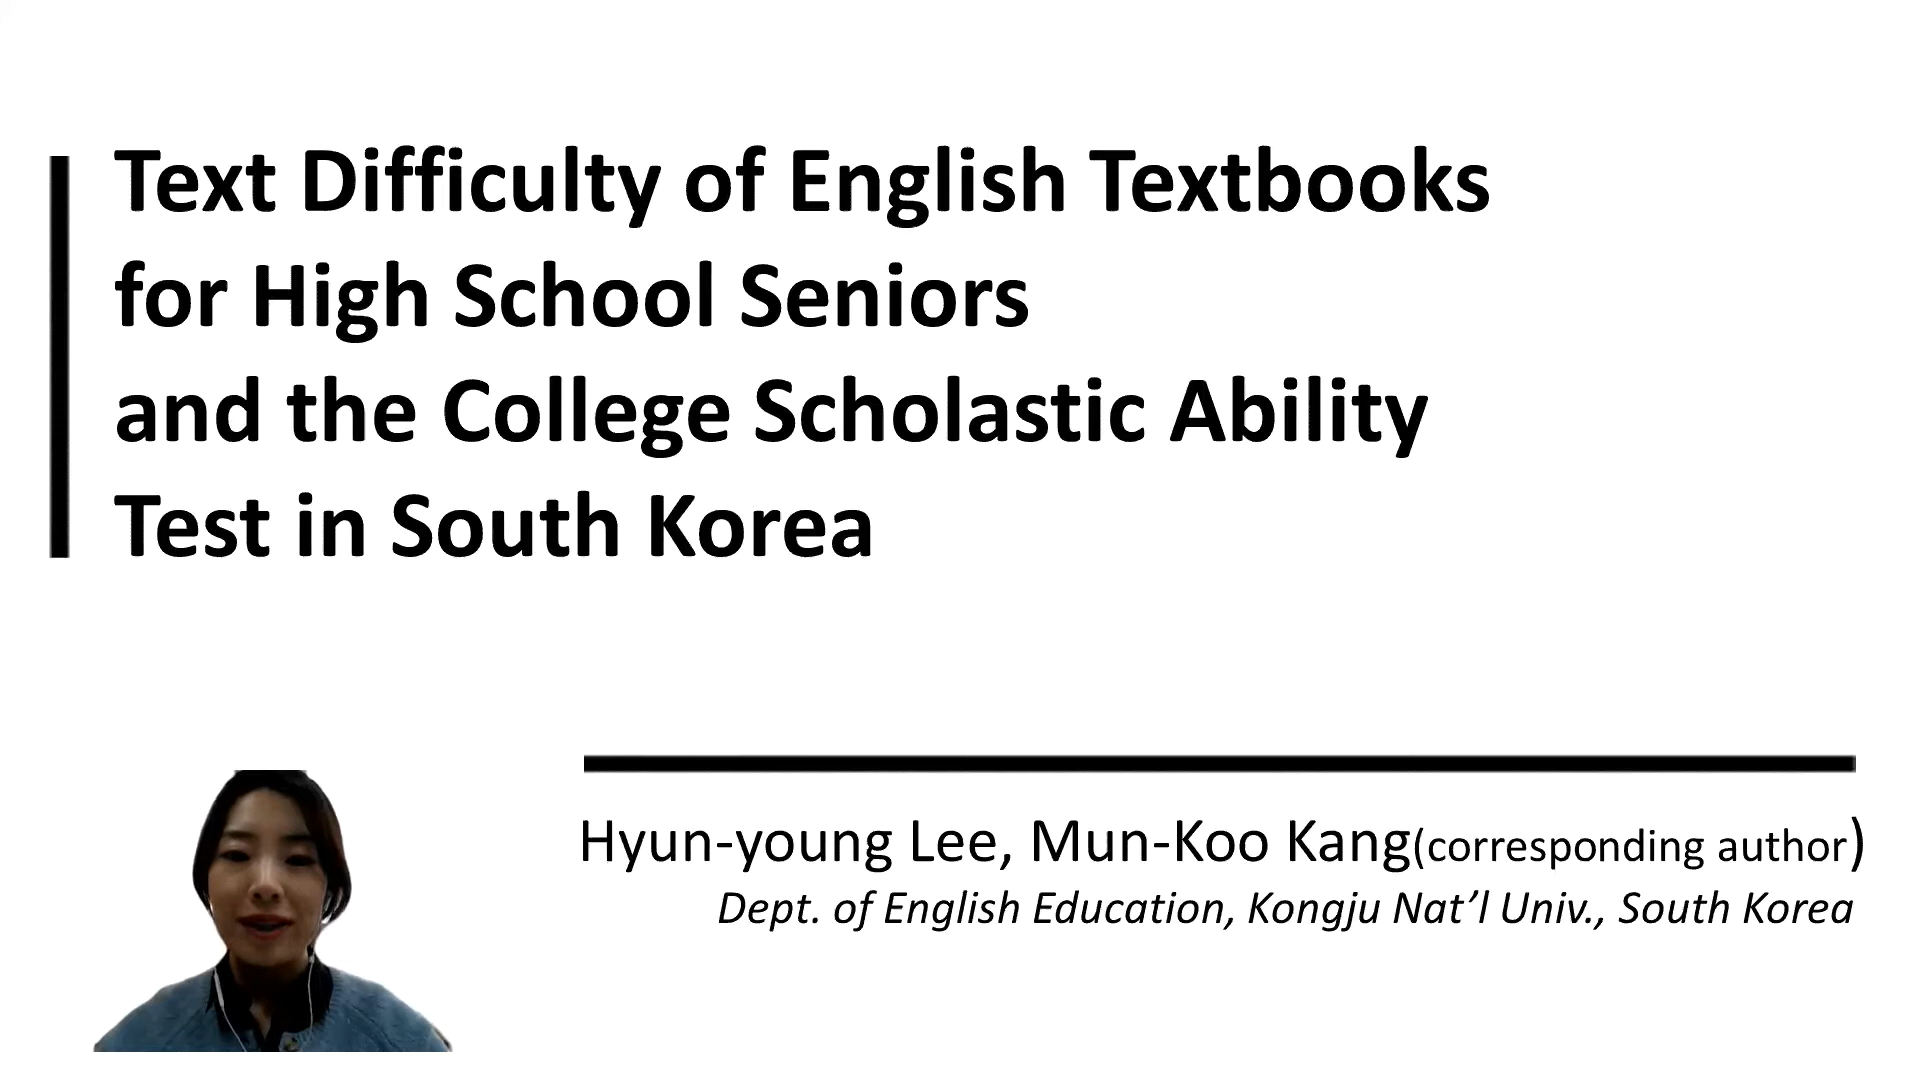 Text Difficulty of English Textbooks
for High School Seniors
and the College Scholastic Ability
Test in South Korea
Hyun-young Lee, Mun-Koo Kang(corresponding author)
Dept. of English Education, Kongju Nat’l Univ., South Korea